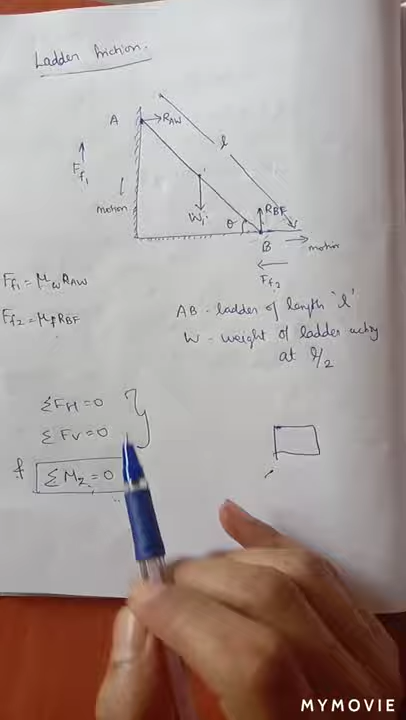 Ladder friction.
A
RAW
l
Ff1
motion
W
θ
RBF
B
motion
Ff2
Ff1 = μw RAW
Ff2 = μf RBF
AB - ladder of length 'l'
W - weight of ladder acting
at l/2
ΣFH = 0
ΣFV = 0
& ΣMz = 0
MYMOVIE